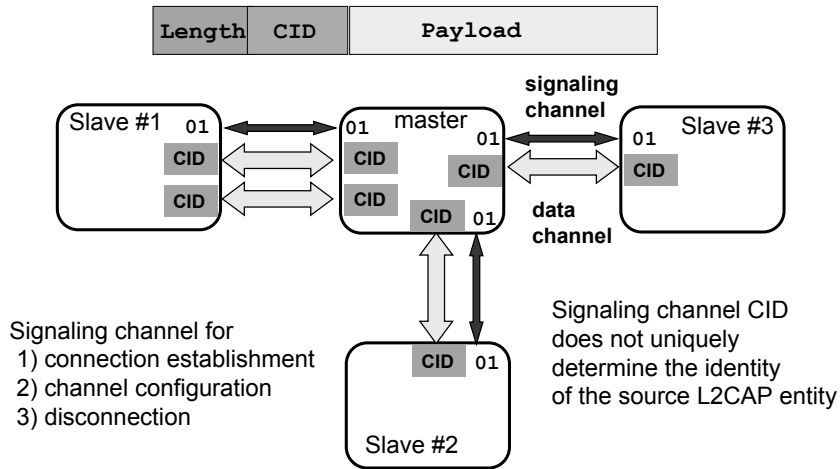 Length CID Payload
signaling
channel
Slave #1 01
01 master 01
01 Slave #3
CID
CID
CID
CID
CID
CID
CID 01
data
channel
Signaling channel for
1) connection establishment
2) channel configuration
3) disconnection
CID 01
Slave #2
Signaling channel CID
does not uniquely
determine the identity
of the source L2CAP entity